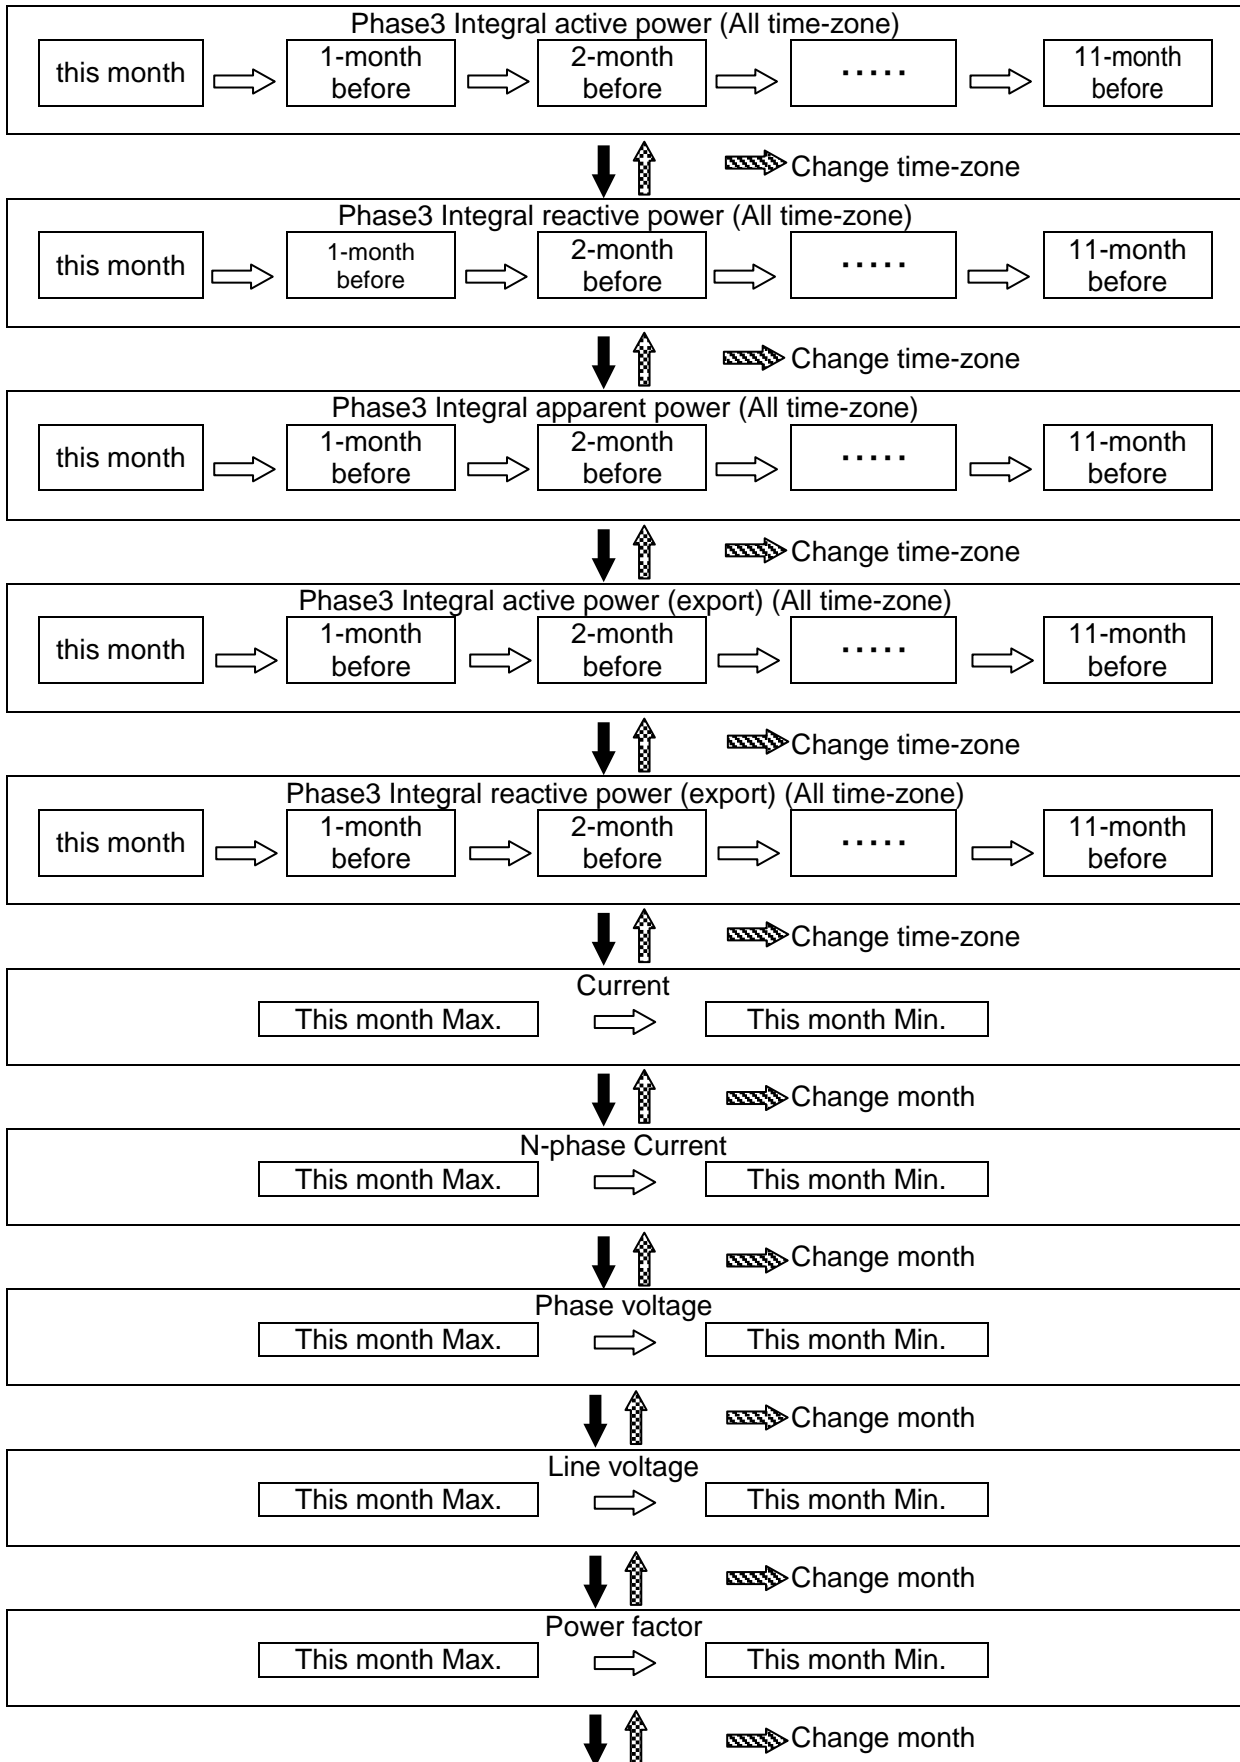 Phase3 Integral active power (All time-zone)
this month
1-month
before
2-month
before
·····
11-month
before
Change time-zone
Phase3 Integral reactive power (All time-zone)
this month
1-month
before
2-month
before
·····
11-month
before
Change time-zone
Phase3 Integral apparent power (All time-zone)
this month
1-month
before
2-month
before
·····
11-month
before
Change time-zone
Phase3 Integral active power (export) (All time-zone)
this month
1-month
before
2-month
before
·····
11-month
before
Change time-zone
Phase3 Integral reactive power (export) (All time-zone)
this month
1-month
before
2-month
before
·····
11-month
before
Change time-zone
Current
This month Max.
This month Min.
Change month
N-phase Current
This month Max.
This month Min.
Change month
Phase voltage
This month Max.
This month Min.
Change month
Line voltage
This month Max.
This month Min.
Change month
Power factor
This month Max.
This month Min.
Change month